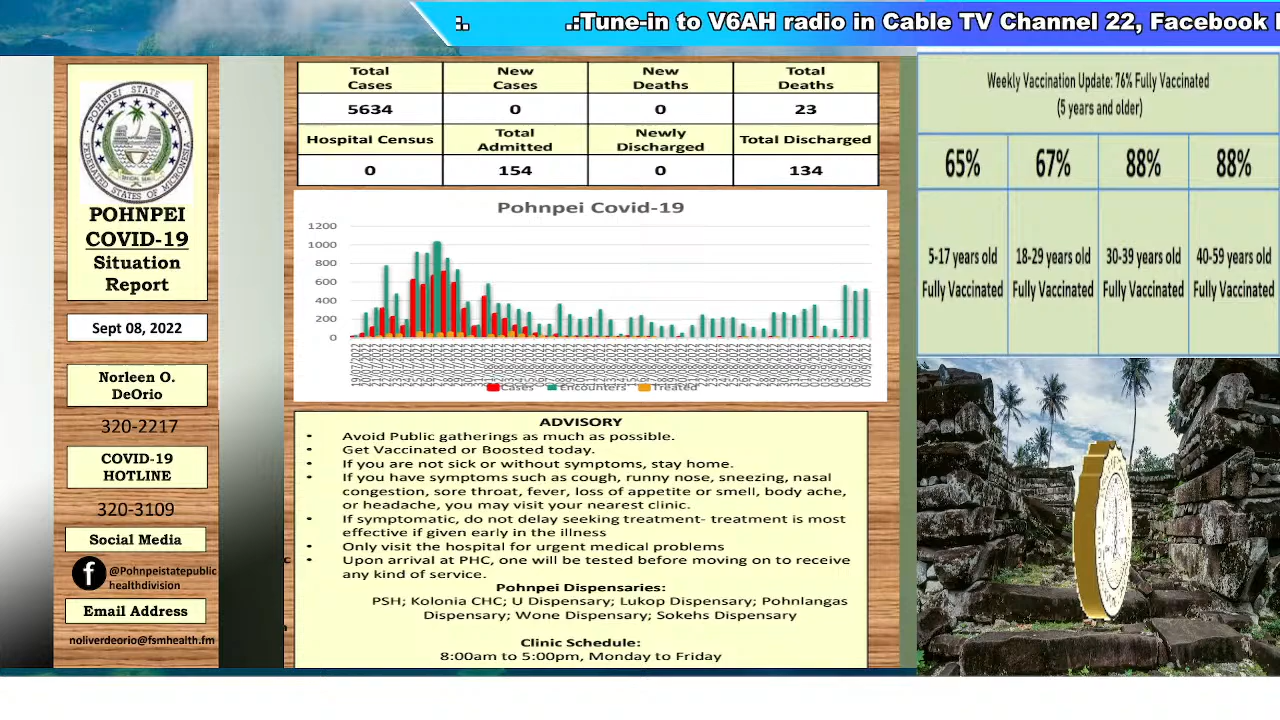 :.
.:Tune-in to V6AH radio in Cable TV Channel 22, Facebook
POHNPEI STATE SEAL
FEDERATED STATES OF MICRONESIA
POHNPEI
COVID-19
Situation
Report
Sept 08, 2022
Norleen O.
DeOrio
320-2217
COVID-19
HOTLINE
320-3109
Social Media
@Pohnpeistatepublic
healthdivision
Email Address
noliverdeorio@fsmhealth.fm
Total Cases
New Cases
New Deaths
Total Deaths
5634
0
0
23
Hospital Census
Total Admitted
Newly Discharged
Total Discharged
0
154
0
134
Pohnpei Covid-19
1200
1000
800
600
400
200
0
Cases
Encounters
Treated
ADVISORY
• Avoid Public gatherings as much as possible.
• Get Vaccinated or Boosted today.
• If you are not sick or without symptoms, stay home.
• If you have symptoms such as cough, runny nose, sneezing, nasal
congestion, sore throat, fever, loss of appetite or smell, body ache,
or headache, you may visit your nearest clinic.
• If symptomatic, do not delay seeking treatment- treatment is most
effective if given early in the illness
• Only visit the hospital for urgent medical problems
• Upon arrival at PHC, one will be tested before moving on to receive
any kind of service.
Pohnpei Dispensaries:
PSH; Kolonia CHC; U Dispensary; Lukop Dispensary; Pohnlangas
Dispensary; Wone Dispensary; Sokehs Dispensary
Clinic Schedule:
8:00am to 5:00pm, Monday to Friday
Weekly Vaccination Update: 76% Fully Vaccinated
(5 years and older)
65%
67%
88%
88%
5-17 years old
Fully Vaccinated
18-29 years old
Fully Vaccinated
30-39 years old
Fully Vaccinated
40-59 years old
Fully Vaccinated